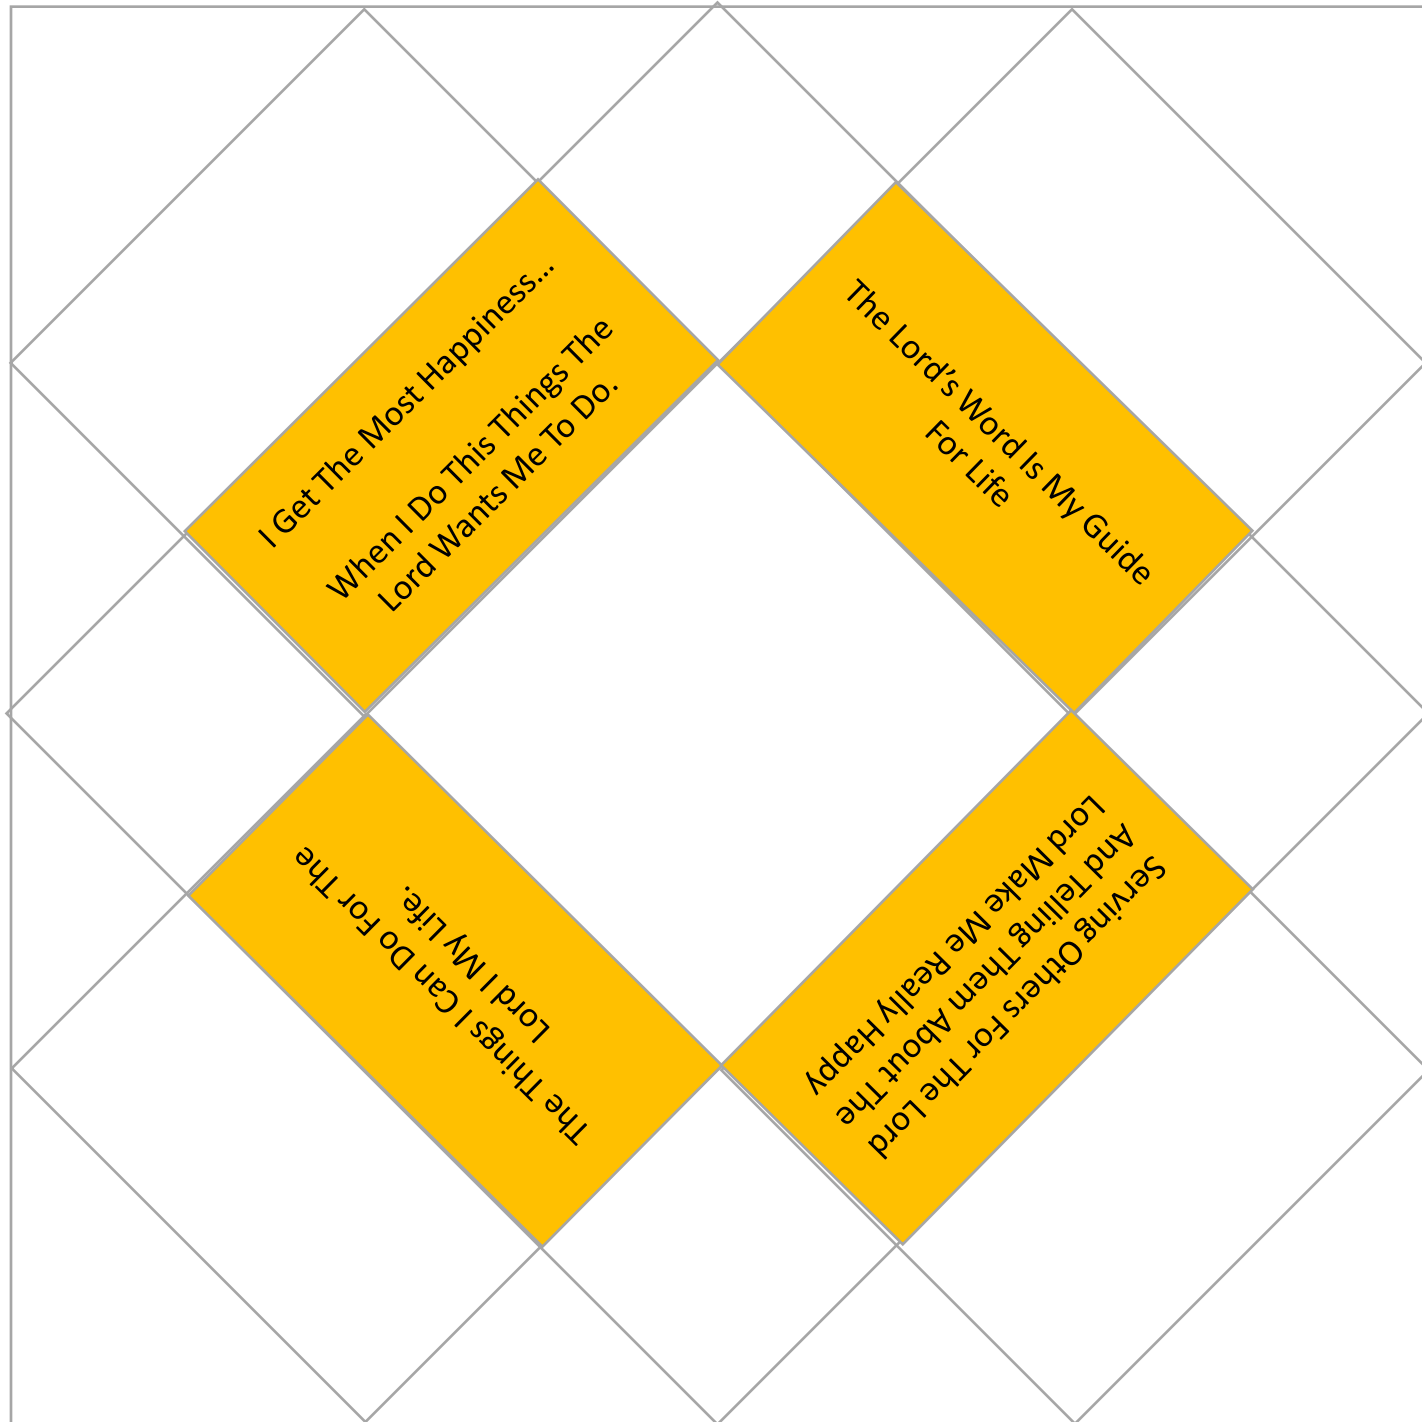 I Get The Most Happiness...
When I Do This Things The
Lord Wants Me To Do.
The Lord’s Word Is My Guide
For Life
The Things I Can Do For The
Lord I My Life.
Serving Others For The Lord
And Telling Them About The
Lord Make Me Really Happy